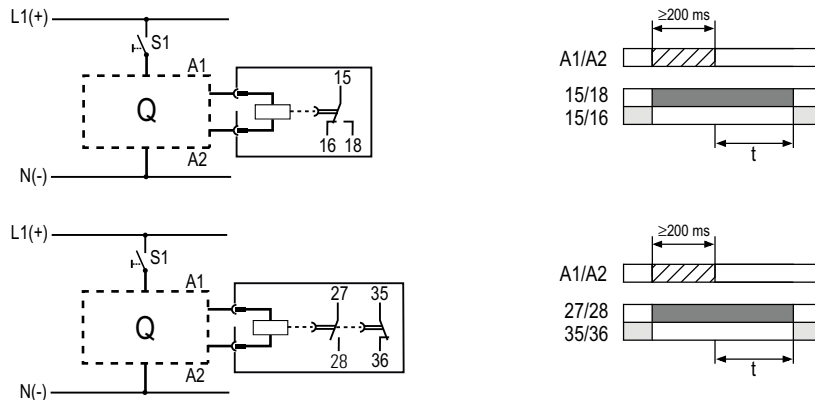 L1(+)
S1
A1
Q
A2
N(-)
15
16 18
≥200 ms
A1/A2
15/18
15/16
t
L1(+)
S1
A1
Q
A2
N(-)
27 35
28 36
≥200 ms
A1/A2
27/28
35/36
t